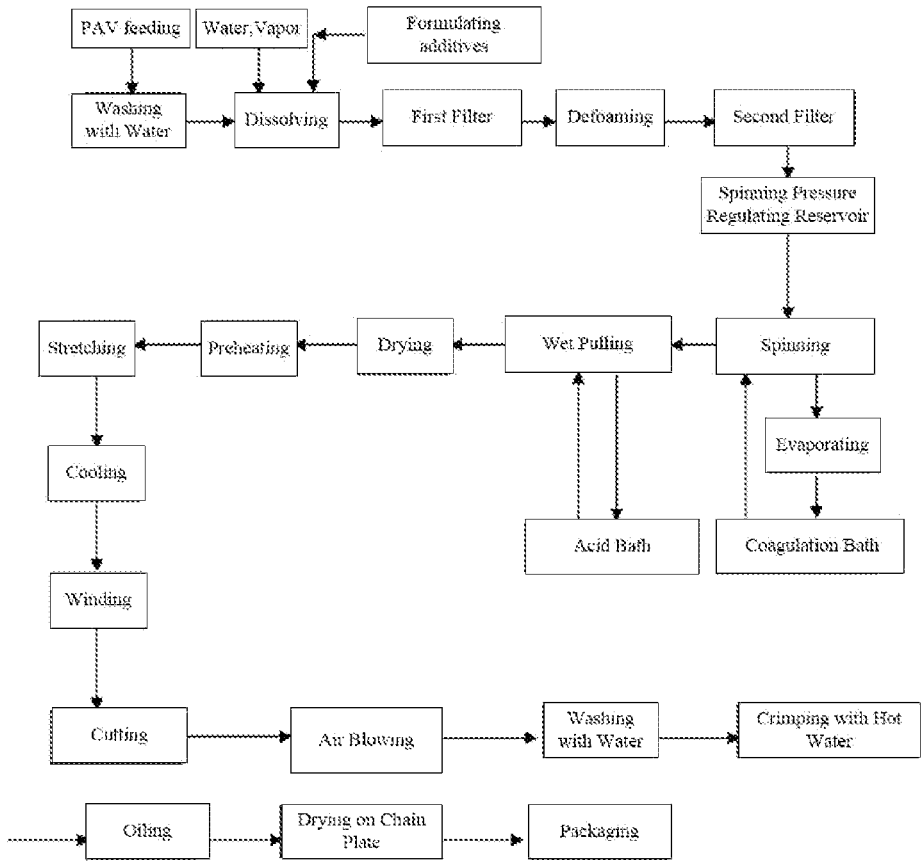 PAV feeding
Water,Vapor
Formulating
additives
Washing
with Water
Dissolving
First Filter
Defoaming
Second Filter
Spinning Pressure
Regulating Reservoir
Stretching
Preheating
Drying
Wet Pulling
Spinning
Evaporating
Cooling
Acid Bath
Coagulation Bath
Winding
Cutting
Air Blowing
Washing
with Water
Crimping with Hot
Water
Oiling
Drying on Chain
Plate
Packaging